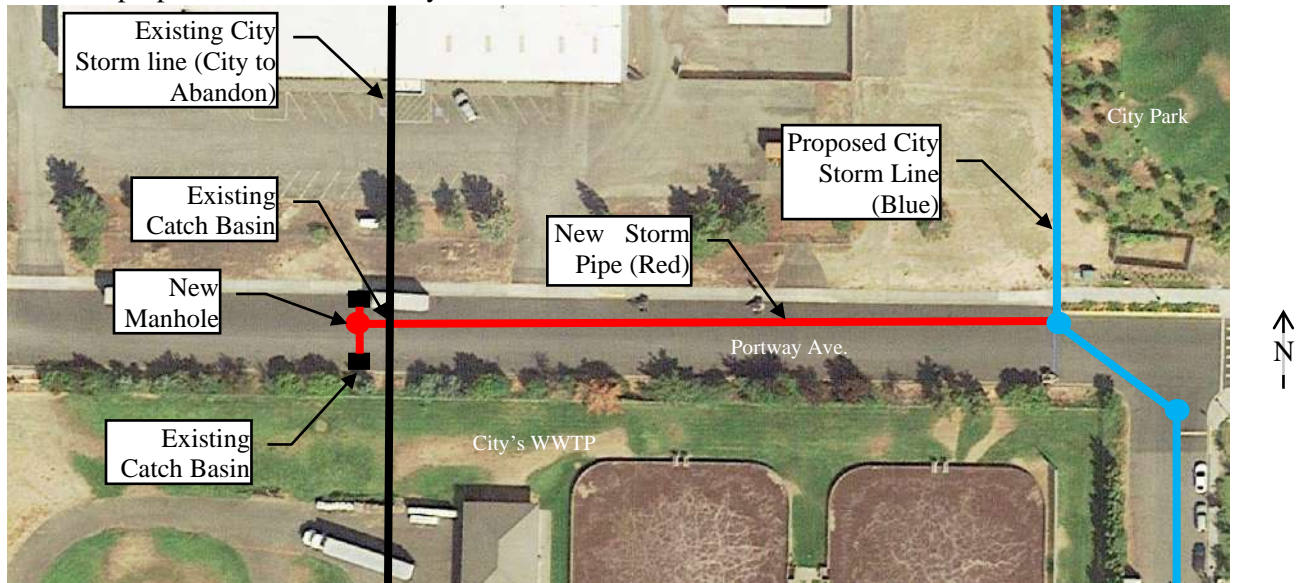 Existing City
Storm line (City to
Abandon)
City Park
Proposed City
Storm Line
(Blue)
Existing
Catch Basin
New Storm
Pipe (Red)
New
Manhole
Portway Ave.
N
Existing
Catch Basin
City's WWTP